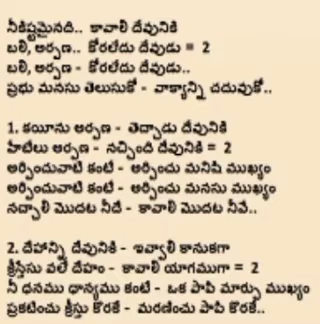 నీకిష్టమైనది.. కావాలి దేవునికి
బలి, అర్పణ.. కోరలేదు దేవుడు = 2
బలి, అర్పణ - కోరలేదు దేవుడు..
ప్రభు మనసు తెలుసుకో - వాక్యాన్ని చదువుకో..
1. కయీను అర్పణ - తెచ్చాడు దేవునికి
హేబేలు అర్పణ - నచ్చింది దేవునికి = 2
అర్పించువాటి కంటే - అర్పించు మనిషి ముఖ్యం
అర్పించువాటి కంటే - అర్పించు మనసు ముఖ్యం
నచ్చాలి మొదట నీదే - కావాలి మొదట నీవే..
2. దేహాన్ని దేవునికి - ఇవ్వాలి కానుకగా
క్రీస్తేసు వలే దేహం - కావాలి యాగముగా = 2
నీ ధనము ధాన్యము కంటే - ఒక పాపి మార్పు ముఖ్యం
ప్రకటించు క్రీస్తు కొరకే - మరణించు పాపి కొరకే..